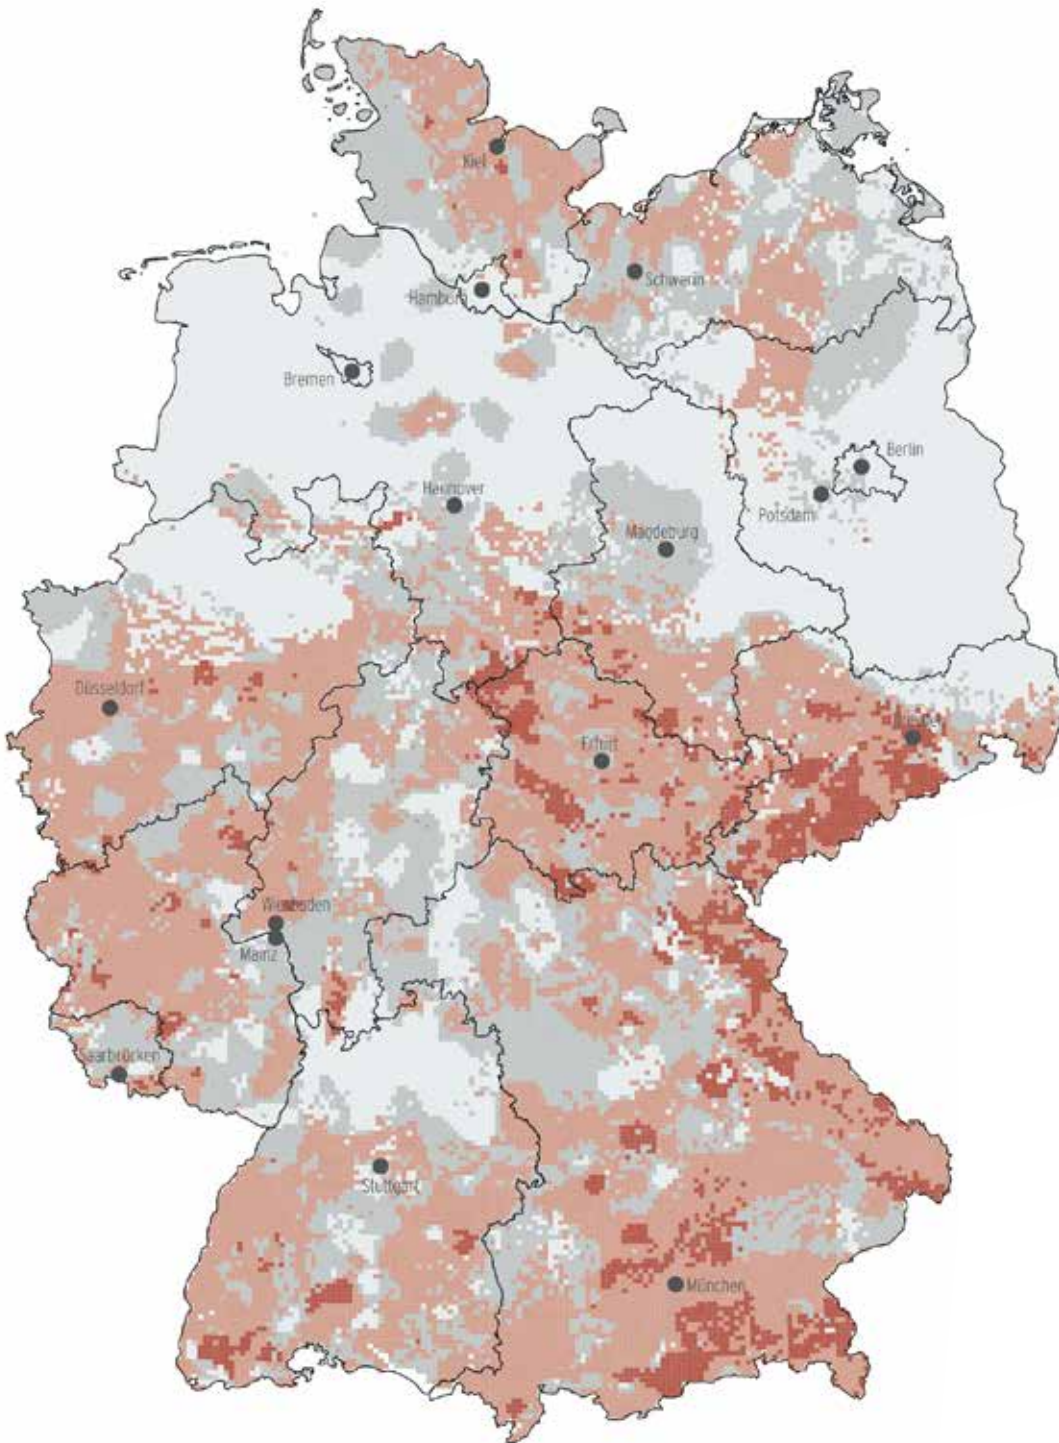 Kiel
Schwerin
Hamburg
Bremen
Berlin
Hannover
Potsdam
Magdeburg
Düsseldorf
Erfurt
Wiesbaden
Mainz
Saarbrücken
Stuttgart
München